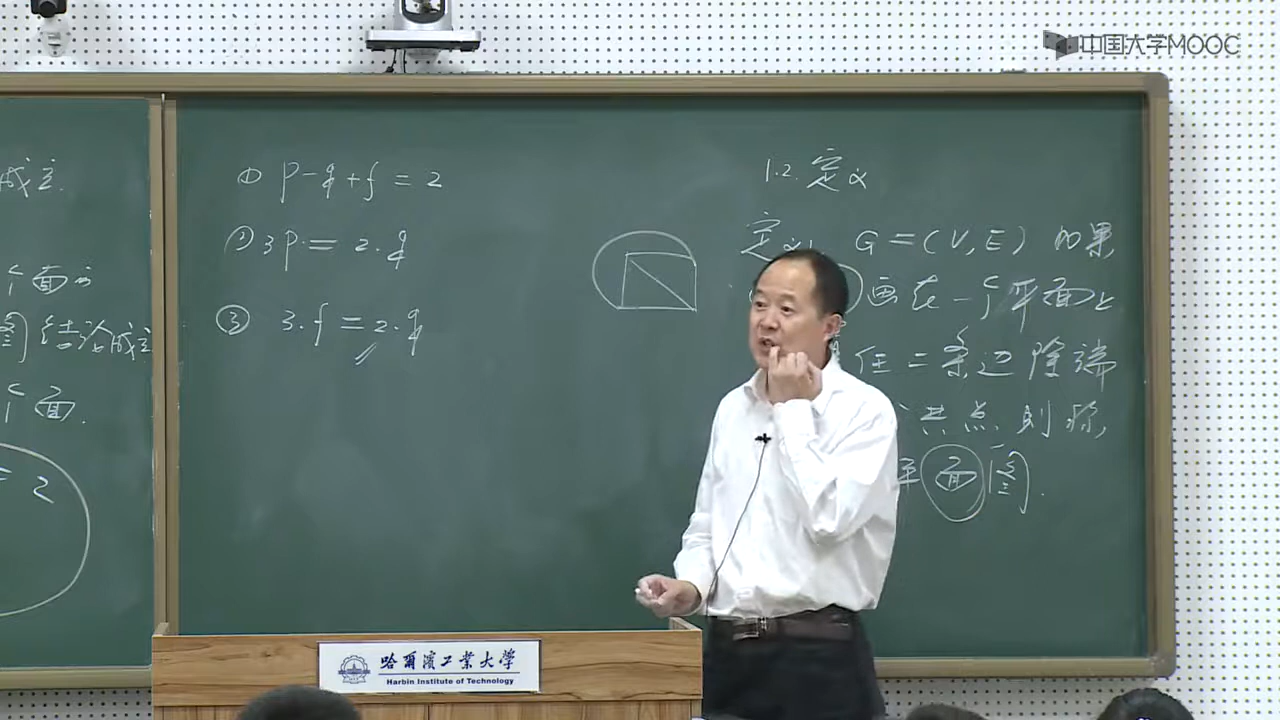 中国大学MOOC
成立.
个面的
图)结论成立
个面.
= 2
① p-q+f=2
② 3p = 2.q
③ 3.f = 2.q
1.2. 定义
定义1 G=(V,E) 如果
画在一个平面上
任二条边除端
共点则称,
平面图.
哈尔滨工业大学
Harbin Institute of Technology